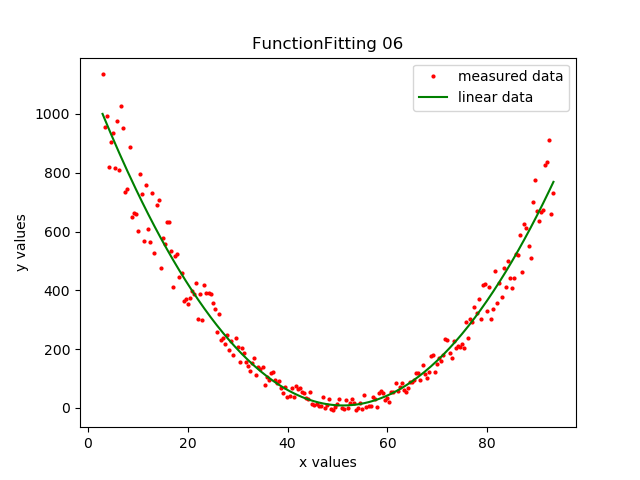 FunctionFitting 06
measured data
linear data
1000
800
600
400
200
0
y values
0 20 40 60 80
x values